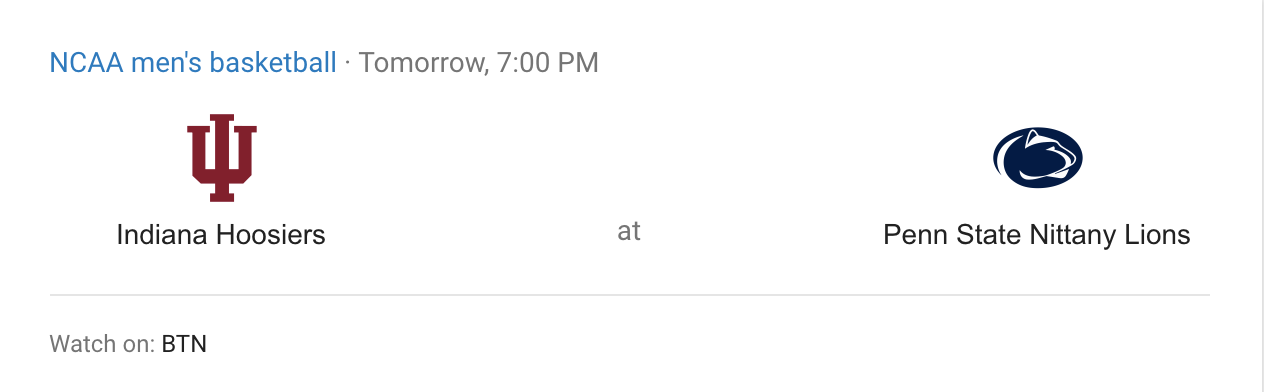 NCAA men's basketball · Tomorrow, 7:00 PM
Indiana Hoosiers at Penn State Nittany Lions
Watch on: BTN